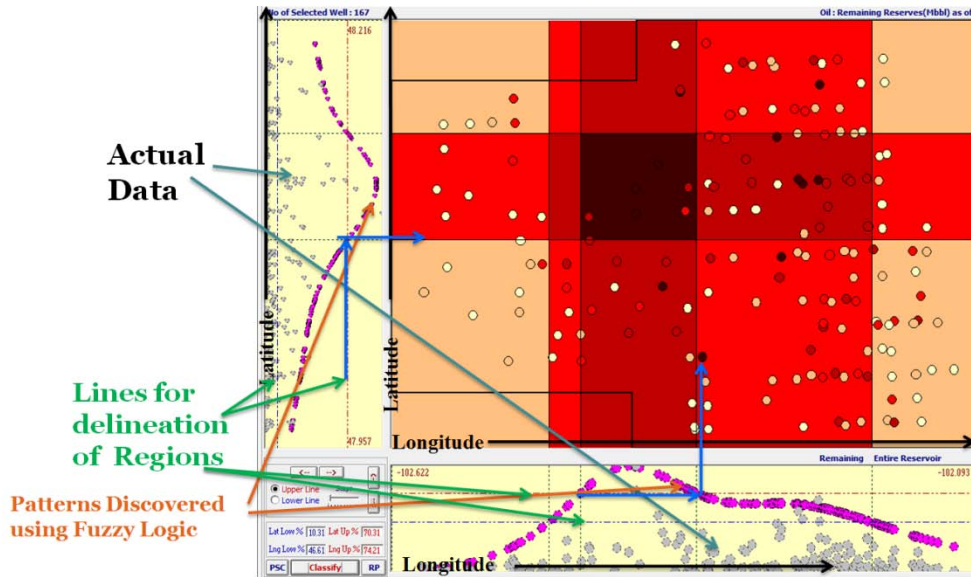 No of Selected Well : 167
Oil : Remaining Reserves(Mbbl) as of
48.216
Actual
Data
Latitude
Latitude
Lines for
delineation
of Regions
47.957
Longitude
Remaining Entire Reservoir
-102.622
-102.093
<--
-->
Upper Line
Lower Line
Patterns Discovered
using Fuzzy Logic
Lat Low % 10.31 Lat Up % 70.31
Lng Low % 46.61 Lng Up % 74.21
PSC Classify RP
Longitude